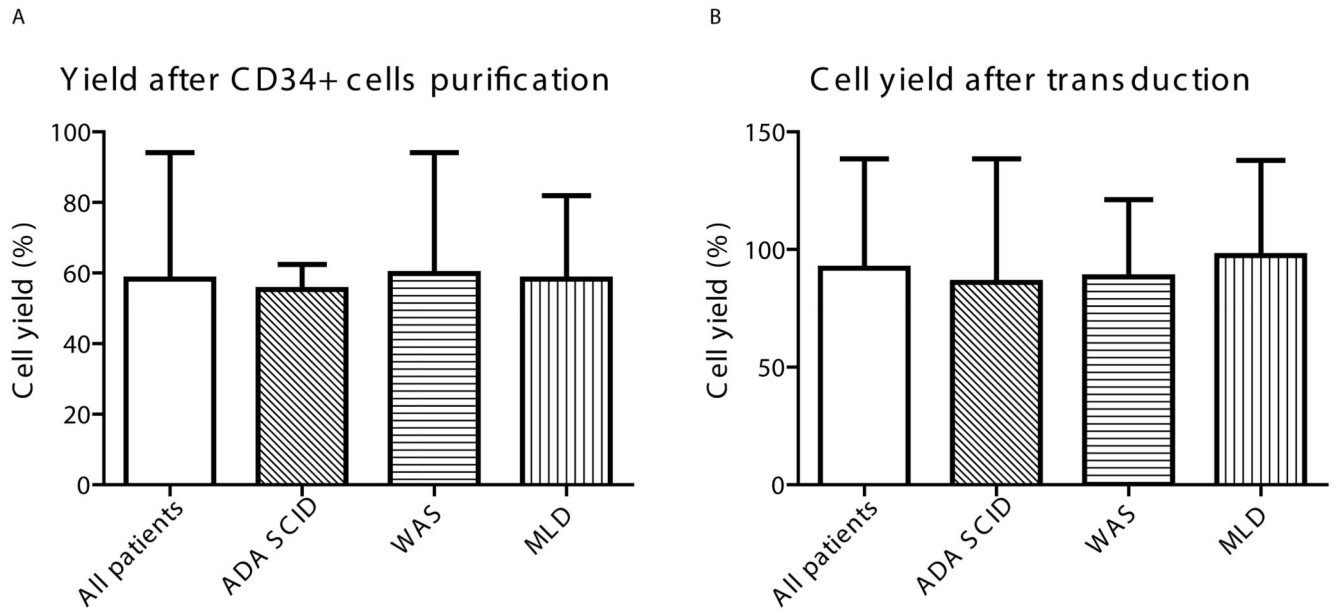 A
Yield after CD34+ cells purification
Cell yield (%)
100
80
60
40
20
0
All patients
ADA SCID
WAS
MLD
B
Cell yield after transduction
Cell yield (%)
150
100
50
0
All patients
ADA SCID
WAS
MLD